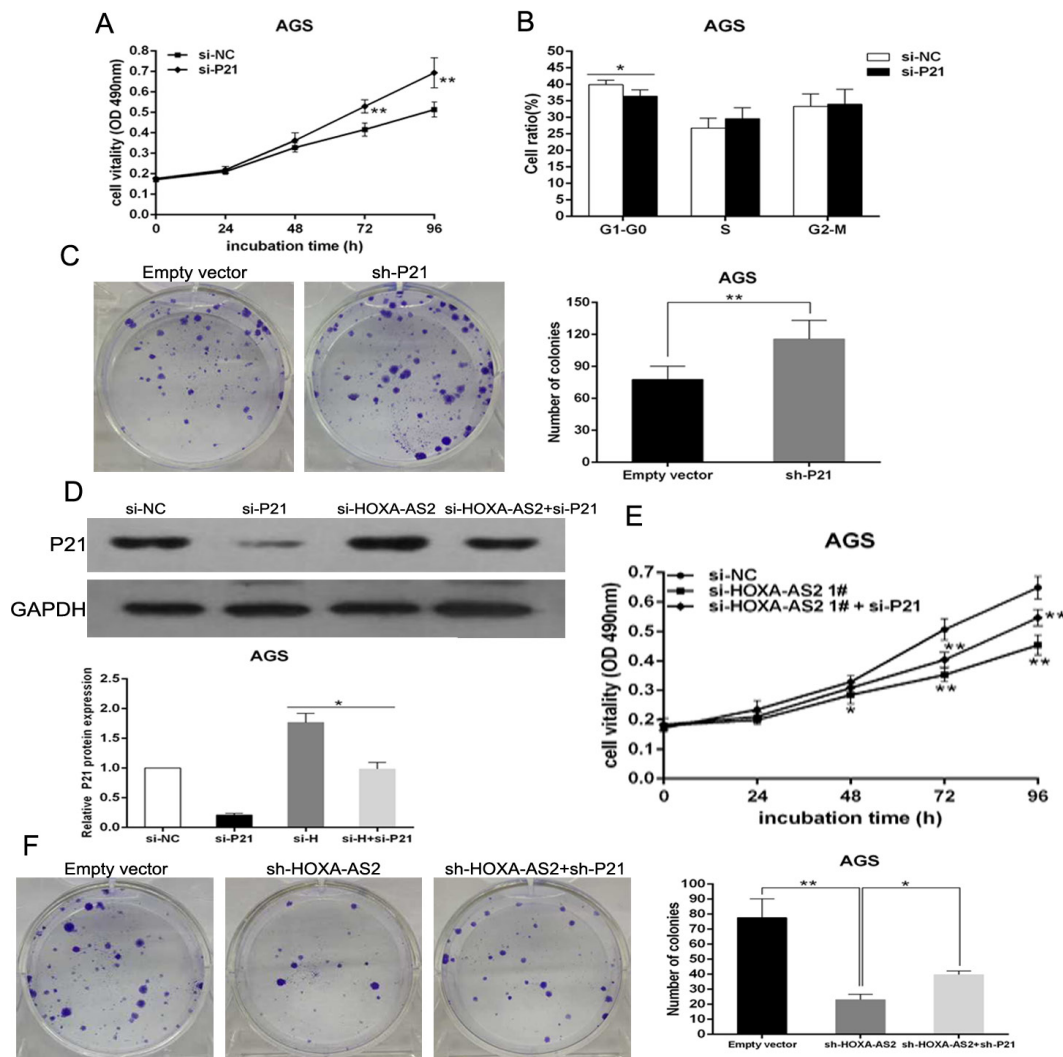 A
AGS
si-NC
si-P21
cell vitality (OD 490nm)
0.8
0.7
0.6
0.5
0.4
0.3
0.2
0.1
0.0
**
**
0 24 48 72 96
incubation time (h)
B
AGS
si-NC
si-P21
Cell ratio(%)
50
45
40
35
30
25
20
15
10
5
0
*
G1-G0 S G2-M
C
Empty vector sh-P21
AGS
Number of colonies
150
120
90
60
30
0
**
Empty vector sh-P21
D
si-NC si-P21 si-HOXA-AS2 si-HOXA-AS2+si-P21
P21
GAPDH
AGS
Relative P21 protein expression
2.5
2.0
1.5
1.0
0.5
0.0
*
si-NC si-P21 si-H si-H+si-P21
E
AGS
si-NC
si-HOXA-AS2 1#
si-HOXA-AS2 1# + si-P21
cell vitality (OD 490nm)
0.7
0.6
0.5
0.4
0.3
0.2
0.1
0.0
*
**
**
**
**
0 24 48 72 96
incubation time (h)
F
Empty vector sh-HOXA-AS2 sh-HOXA-AS2+sh-P21
AGS
Number of colonies
100
90
80
70
60
50
40
30
20
10
0
** *
Empty vector sh-HOXA-AS2 sh-HOXA-AS2+sh-P21